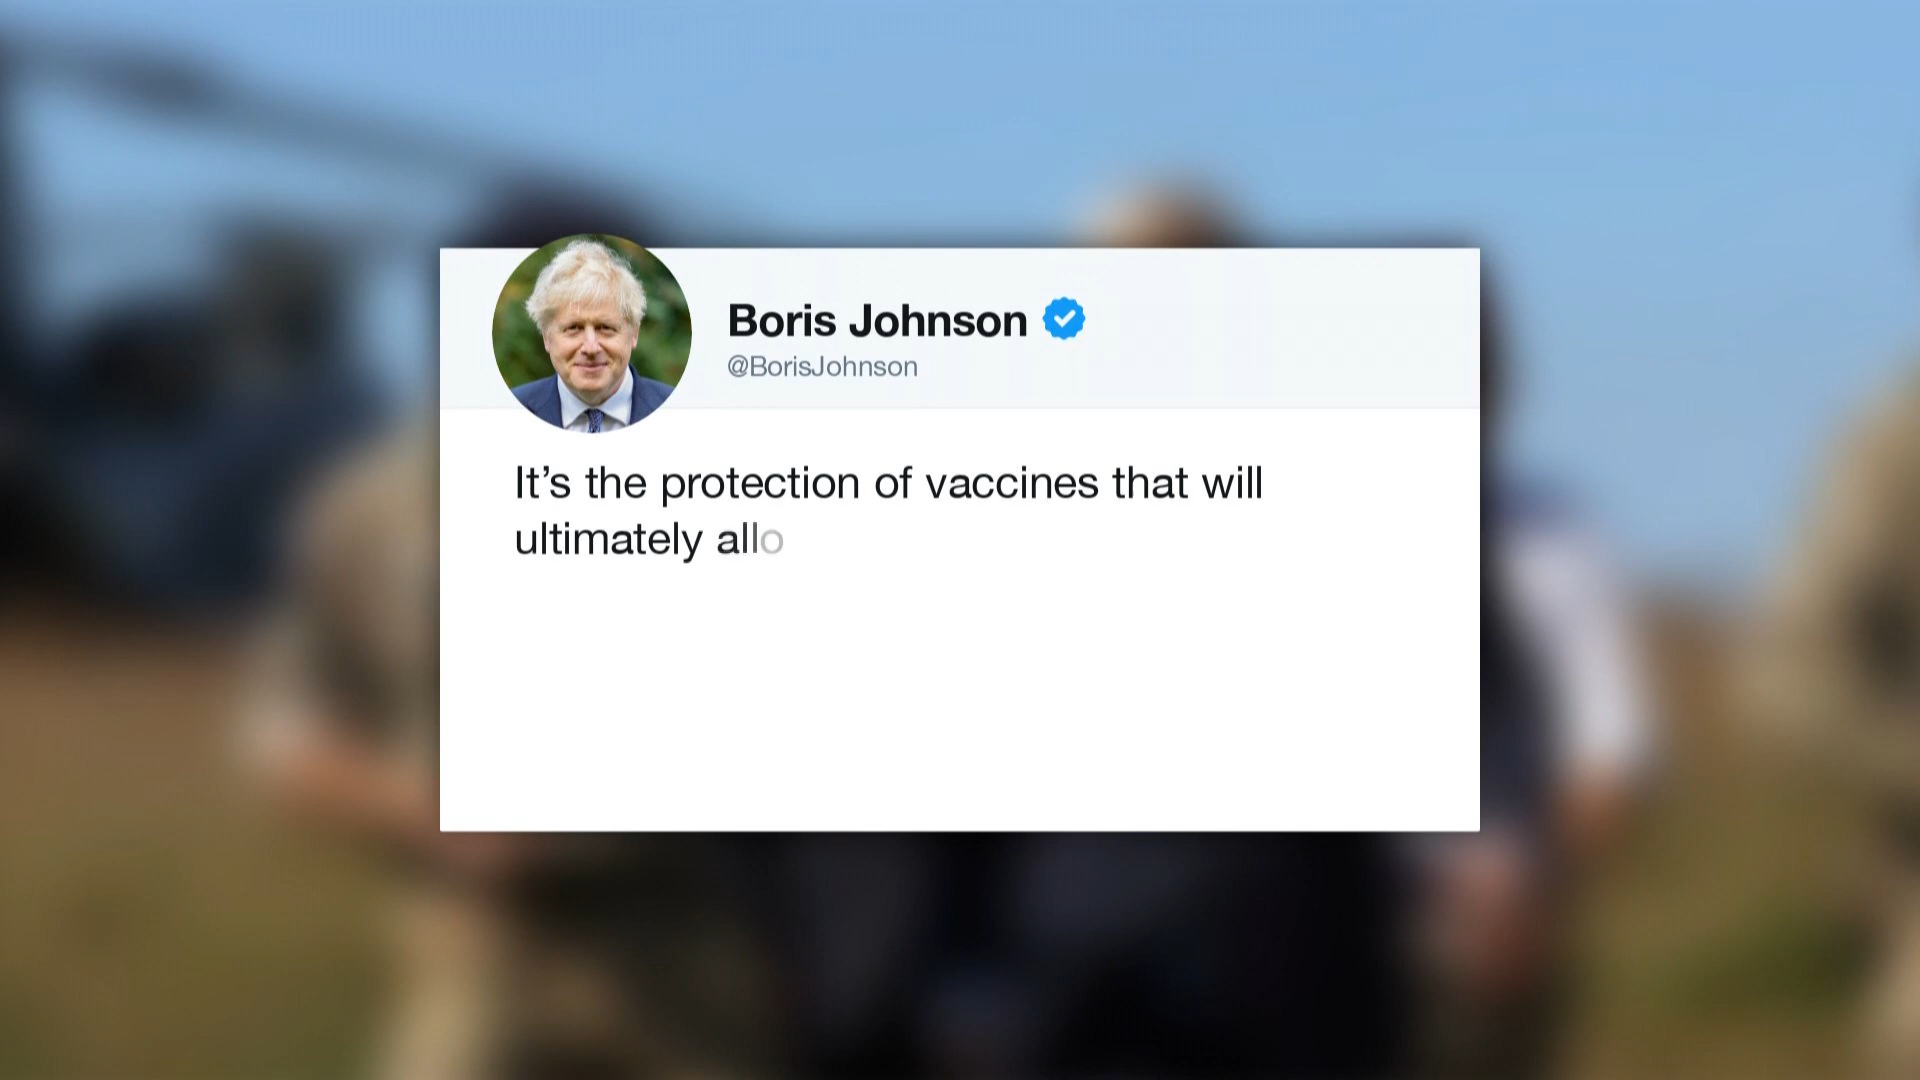 Boris Johnson
@BorisJohnson
It’s the protection of vaccines that will
ultimately allo